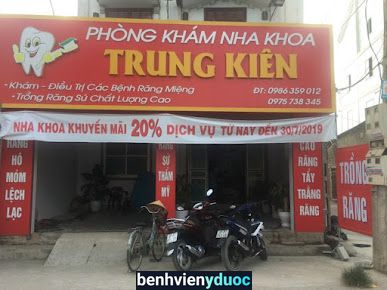 PHÒNG KHÁM NHA KHOA
TRUNG KIÊN
- Khám - Điều Trị Các Bệnh Răng Miệng
- Trồng Răng Sứ Chất Lượng Cao
ĐT: 0986 359 012
0975 738 345
NHA KHOA KHUYẾN MÃI 20% DỊCH VỤ TỪ NAY ĐẾN 30/7/2019
RĂNG
HÔ
MÓM
LỆCH
LẠC
RĂNG
SỨ
THẨM
MỸ
CẠO
RĂNG
TẨY
TRẮNG
RĂNG
TRỒNG
RĂNG
benhvienyduoc